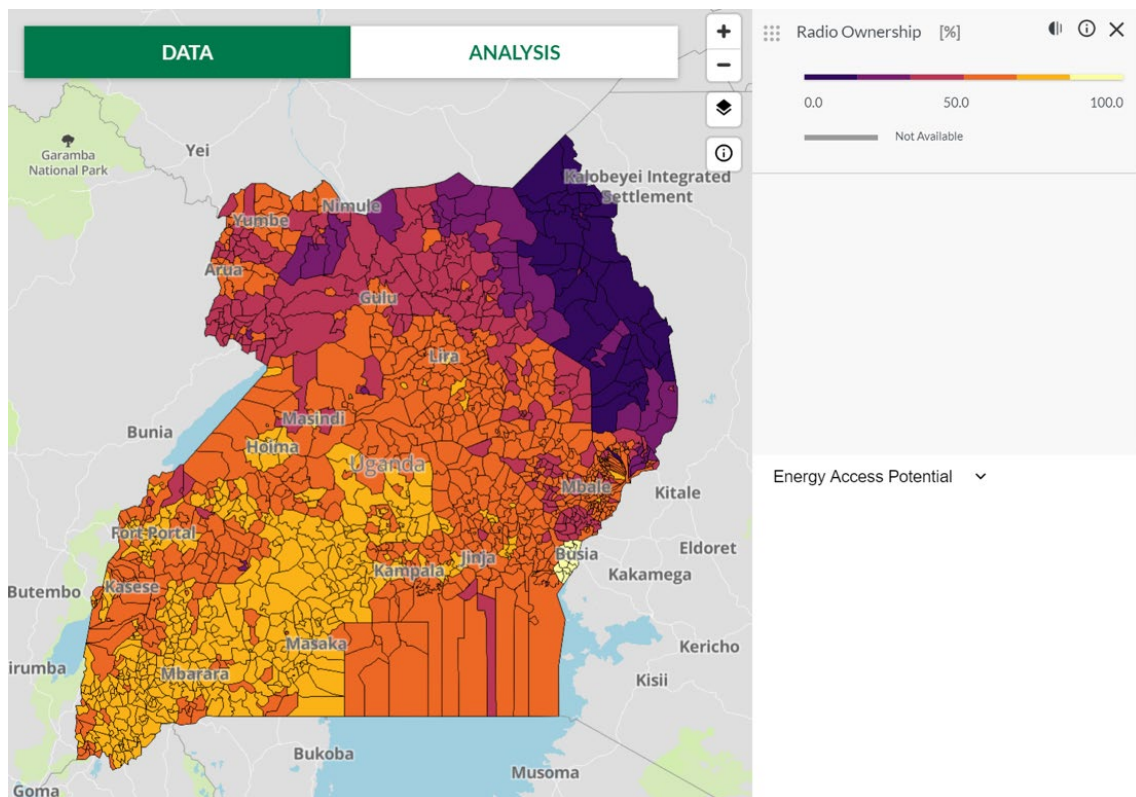 DATA
ANALYSIS
+
−
Radio Ownership [%]
0.0 50.0 100.0
Not Available
Energy Access Potential
Garamba
National Park
Yei
Kalobeyei Integrated
Settlement
Nimule
Yumbe
Arua
Gulu
Lira
Masindi
Bunia
Hoima
Uganda
Mbale
Kitale
Fort Portal
Busia
Jinja
Kampala
Eldoret
Kakamega
Butembo
Kasese
Masaka
Kericho
irumba
Mbarara
Kisii
Bukoba
Musoma
Goma